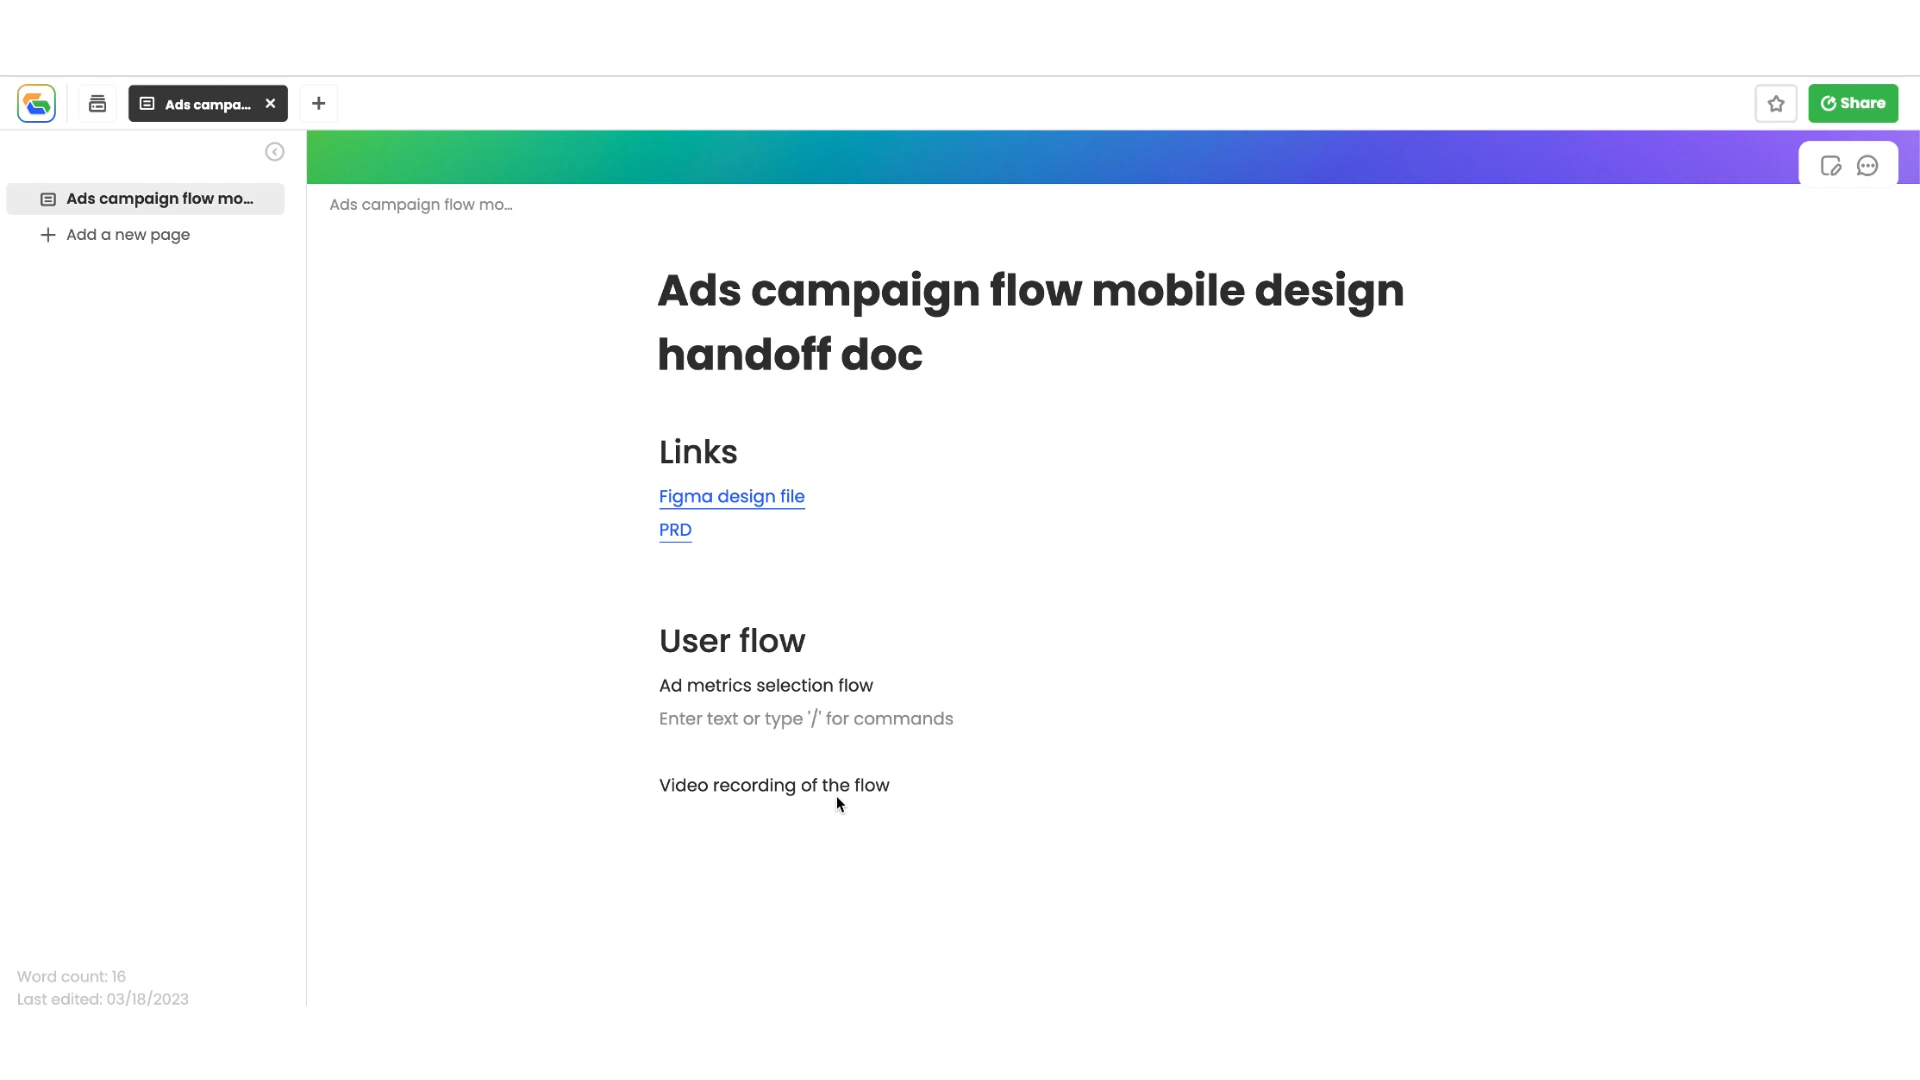 Ads campa...
Share
Ads campaign flow mo...
Add a new page
Ads campaign flow mo...
Ads campaign flow mobile design
handoff doc
Links
Figma design file
PRD
User flow
Ad metrics selection flow
Enter text or type '/' for commands
Video recording of the flow
Word count: 16
Last edited: 03/18/2023